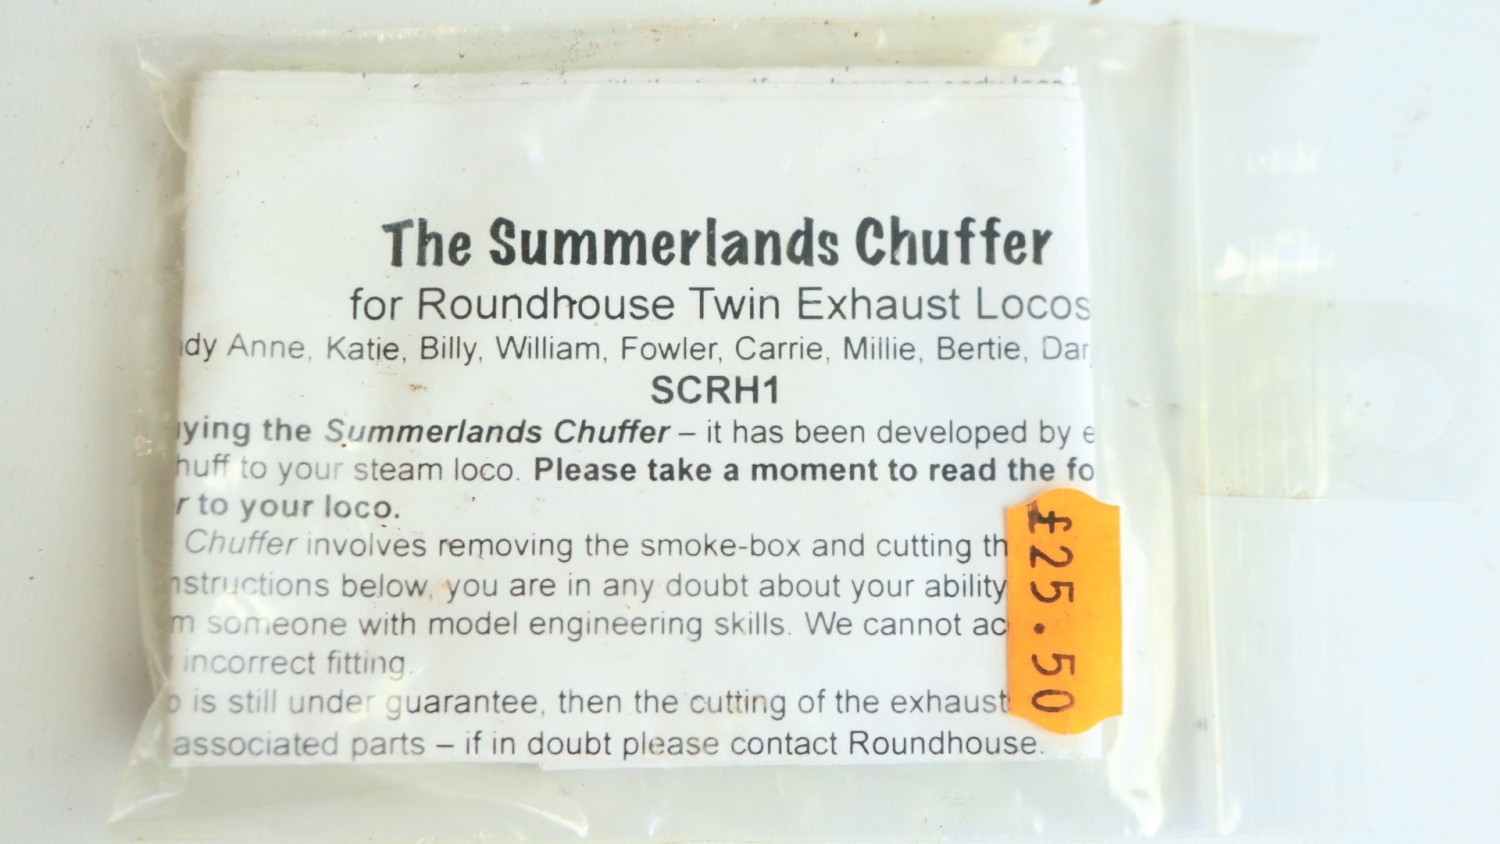 The Summerlands Chuffer
for Roundhouse Twin Exhaust Locos
dy Anne, Katie, Billy, William, Fowler, Carrie, Millie, Bertie, Dar
SCRH1
ying the Summerlands Chuffer – it has been developed by e
huff to your steam loco. Please take a moment to read the fo
r to your loco.
Chuffer involves removing the smoke-box and cutting th
nstructions below, you are in any doubt about your ability
m someone with model engineering skills. We cannot ac
incorrect fitting.
o is still under guarantee, then the cutting of the exhaust
associated parts – if in doubt please contact Roundhouse.
£25.50